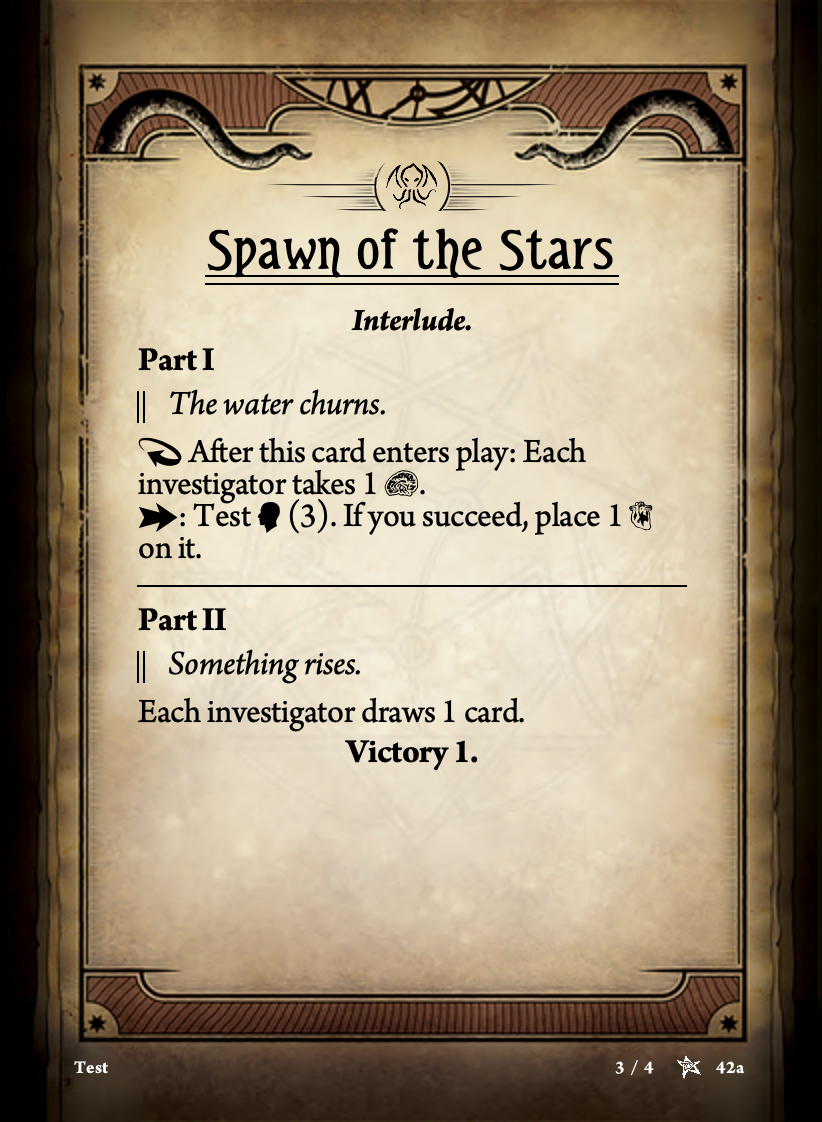 Spawn of the Stars
Interlude.
Part I
The water churns.
After this card enters play: Each
investigator takes 1 .
: Test (3). If you succeed, place 1
on it.
Part II
Something rises.
Each investigator draws 1 card.
Victory 1.
Test 3 / 4 42a